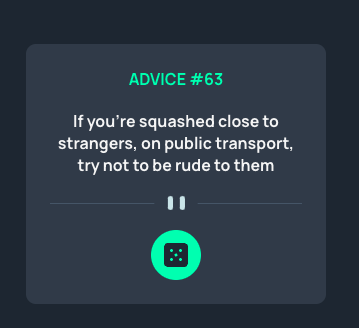 ADVICE #63
If you're squashed close to
strangers, on public transport,
try not to be rude to them